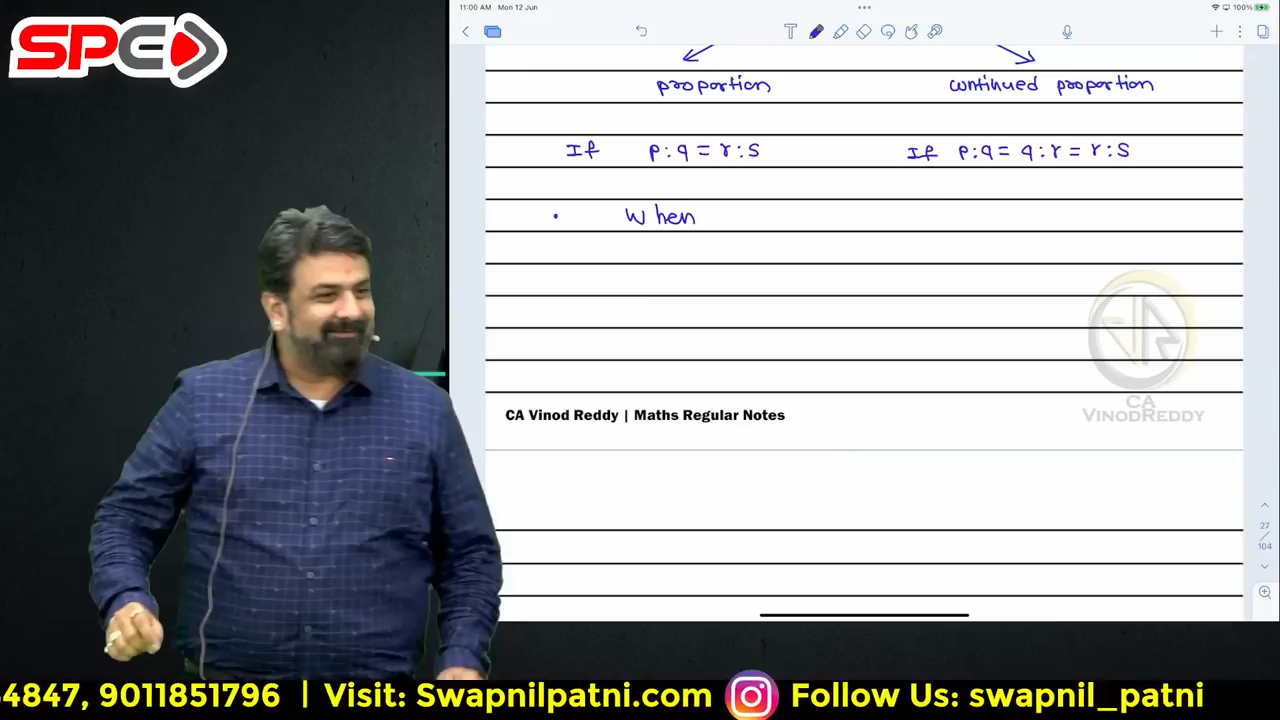 SPE
11:00 AM Mon 12 Jun
100%
T
proportion
continued proportion
If p:q = r:s
If p:q = q:r = r:s
• When
CA
VINODREDDY
CA Vinod Reddy | Maths Regular Notes
27
/
104
4847, 9011851796 | Visit: Swapnilpatni.com Follow Us: swapnil_patni